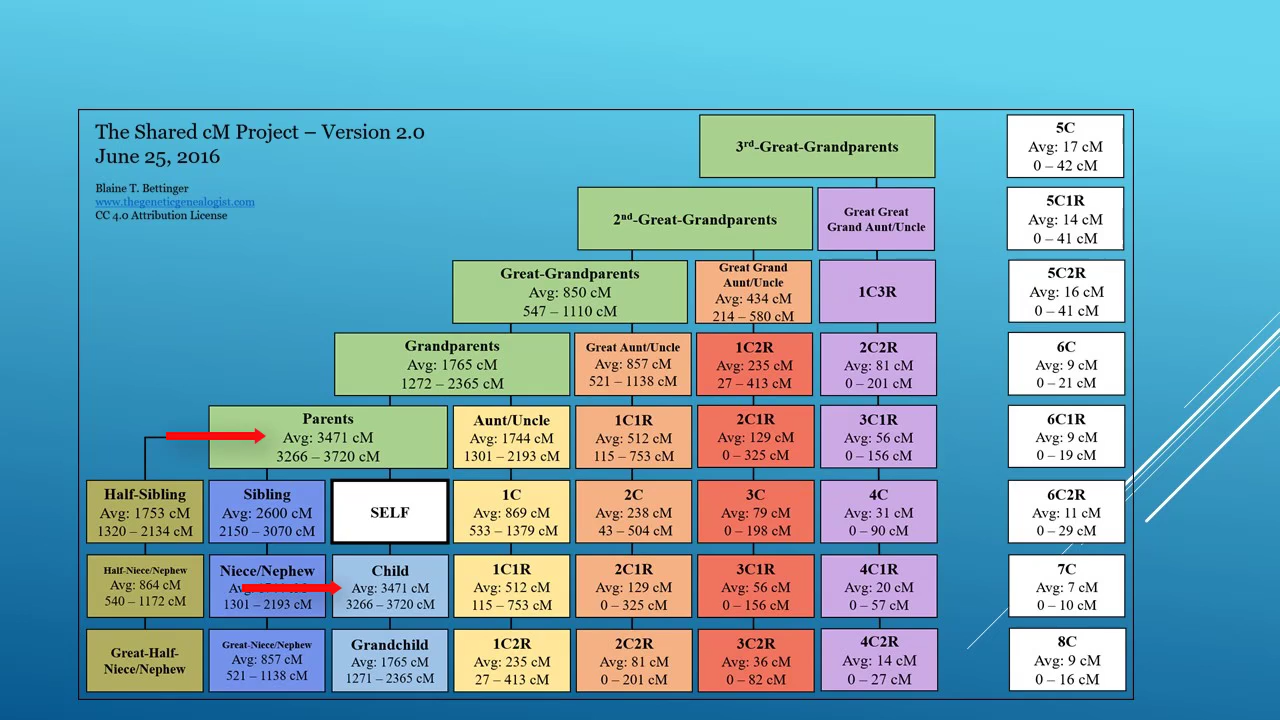 The Shared cM Project – Version 2.0
June 25, 2016
Blaine T. Bettinger
www.thegeneticgenealogist.com
CC 4.0 Attribution License
3rd-Great-Grandparents
5C
Avg: 17 cM
0 – 42 cM
2nd-Great-Grandparents
Great Great
Grand Aunt/Uncle
5C1R
Avg: 14 cM
0 – 41 cM
Great-Grandparents
Avg: 850 cM
547 – 1110 cM
Great Grand
Aunt/Uncle
Avg: 434 cM
214 – 580 cM
1C3R
5C2R
Avg: 16 cM
0 – 41 cM
Grandparents
Avg: 1765 cM
1272 – 2365 cM
Great Aunt/Uncle
Avg: 857 cM
521 – 1138 cM
1C2R
Avg: 235 cM
27 – 413 cM
2C2R
Avg: 81 cM
0 – 201 cM
6C
Avg: 9 cM
0 – 21 cM
Parents
Avg: 3471 cM
3266 – 3720 cM
Aunt/Uncle
Avg: 1744 cM
1301 – 2193 cM
1C1R
Avg: 512 cM
115 – 753 cM
2C1R
Avg: 129 cM
0 – 325 cM
3C1R
Avg: 56 cM
0 – 156 cM
6C1R
Avg: 9 cM
0 – 19 cM
Half-Sibling
Avg: 1753 cM
1320 – 2134 cM
Sibling
Avg: 2600 cM
2150 – 3070 cM
SELF
1C
Avg: 869 cM
533 – 1379 cM
2C
Avg: 238 cM
43 – 504 cM
3C
Avg: 79 cM
0 – 198 cM
4C
Avg: 31 cM
0 – 90 cM
6C2R
Avg: 11 cM
0 – 29 cM
Half-Niece/Nephew
Avg: 864 cM
540 – 1172 cM
Niece/Nephew
1301 – 2193 cM
Child
Avg: 3471 cM
3266 – 3720 cM
1C1R
Avg: 512 cM
115 – 753 cM
2C1R
Avg: 129 cM
0 – 325 cM
3C1R
Avg: 56 cM
0 – 156 cM
4C1R
Avg: 20 cM
0 – 57 cM
7C
Avg: 7 cM
0 – 10 cM
Great-Half-
Niece/Nephew
Great-Niece/Nephew
Avg: 857 cM
521 – 1138 cM
Grandchild
Avg: 1765 cM
1271 – 2365 cM
1C2R
Avg: 235 cM
27 – 413 cM
2C2R
Avg: 81 cM
0 – 201 cM
3C2R
Avg: 36 cM
0 – 82 cM
4C2R
Avg: 14 cM
0 – 27 cM
8C
Avg: 9 cM
0 – 16 cM